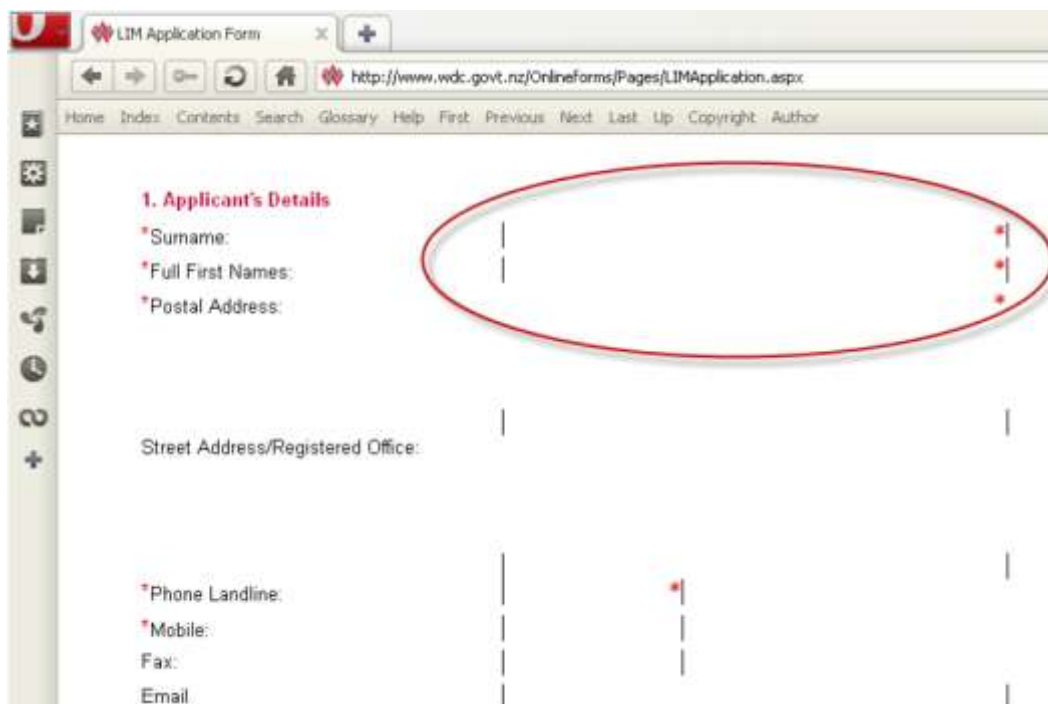 LIM Application Form
http://www.wdc.govt.nz/Onlineforms/Pages/LIMApplication.aspx
Home Index Contents Search Glossary Help First Previous Next Last Up Copyright Author
1. Applicant's Details
*Surname: *
*Full First Names: *
*Postal Address: *
Street Address/Registered Office:
*Phone Landline: *
*Mobile:
Fax:
Email